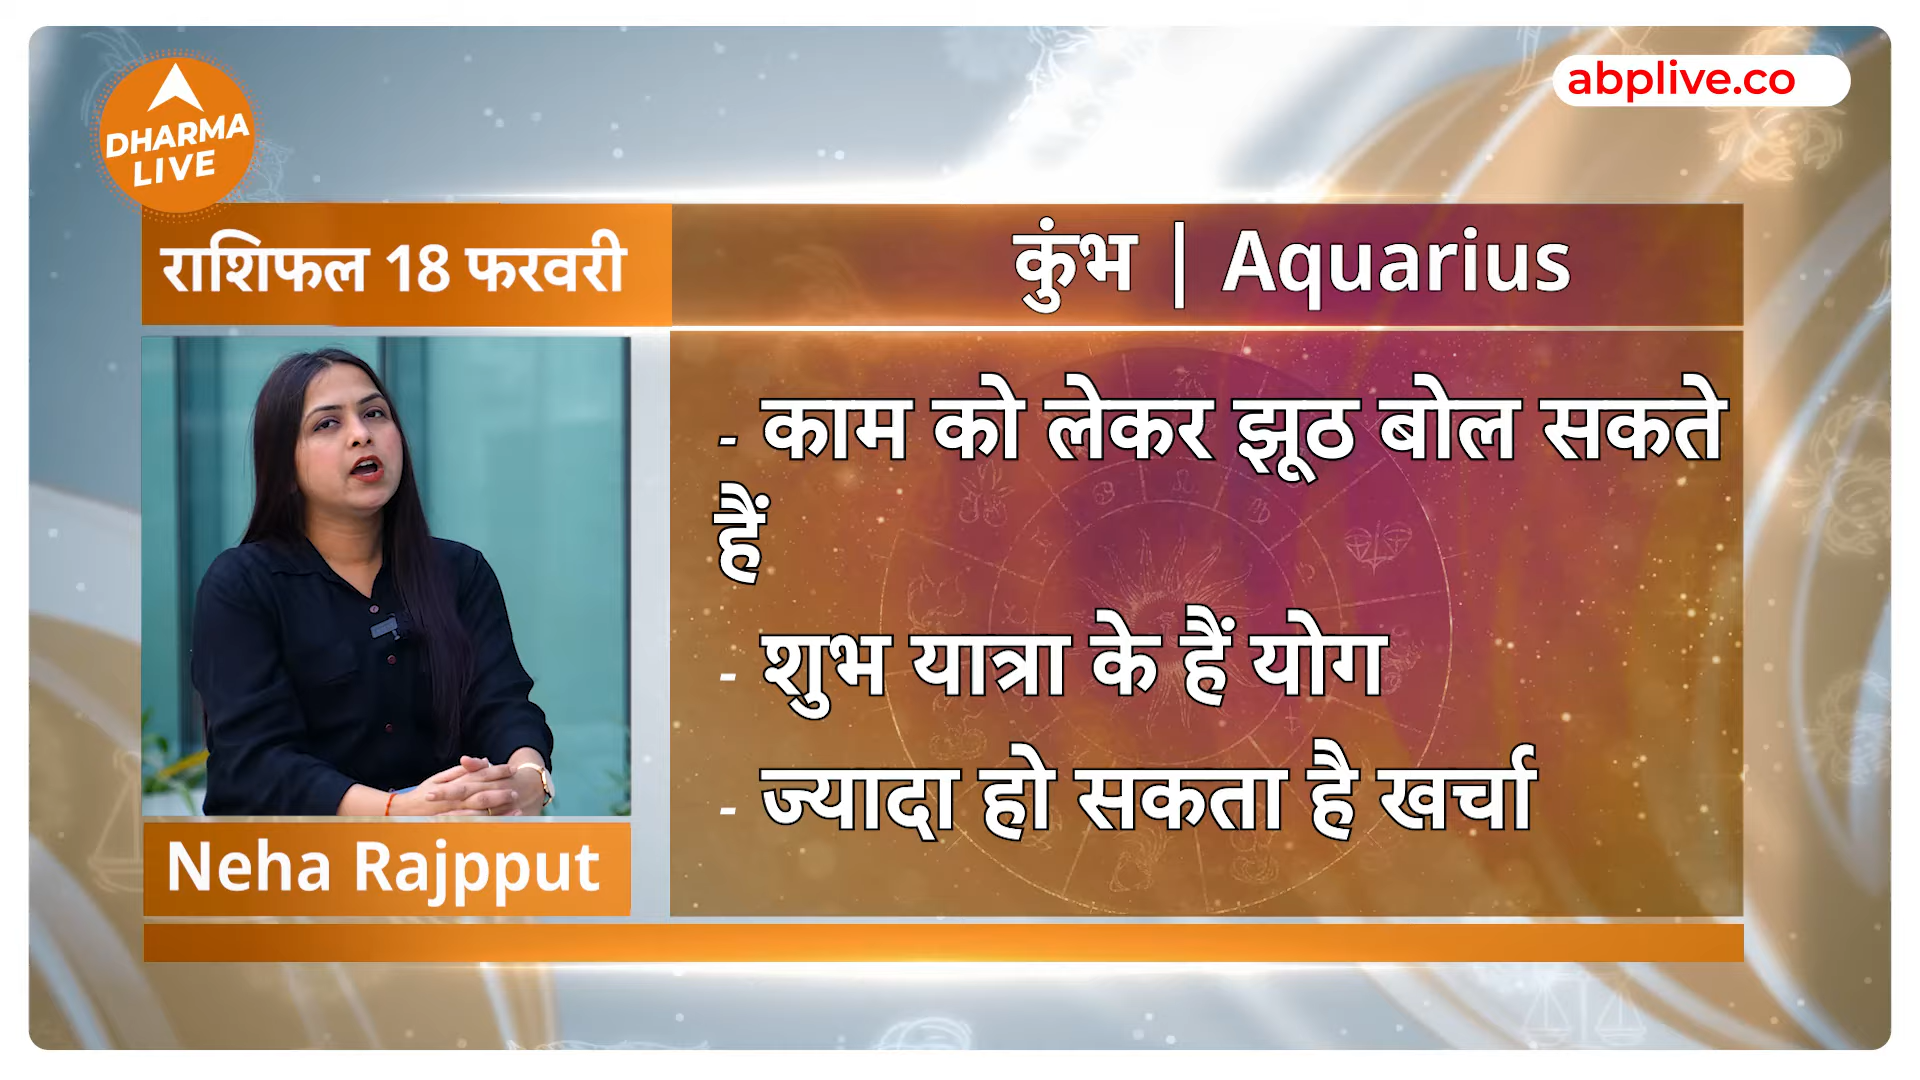 DHARMA
LIVE
abplive.co
राशिफल 18 फरवरी
कुंभ | Aquarius
- काम को लेकर झूठ बोल सकते
हैं
- शुभ यात्रा के हैं योग
- ज्यादा हो सकता है खर्चा
Neha Rajpput